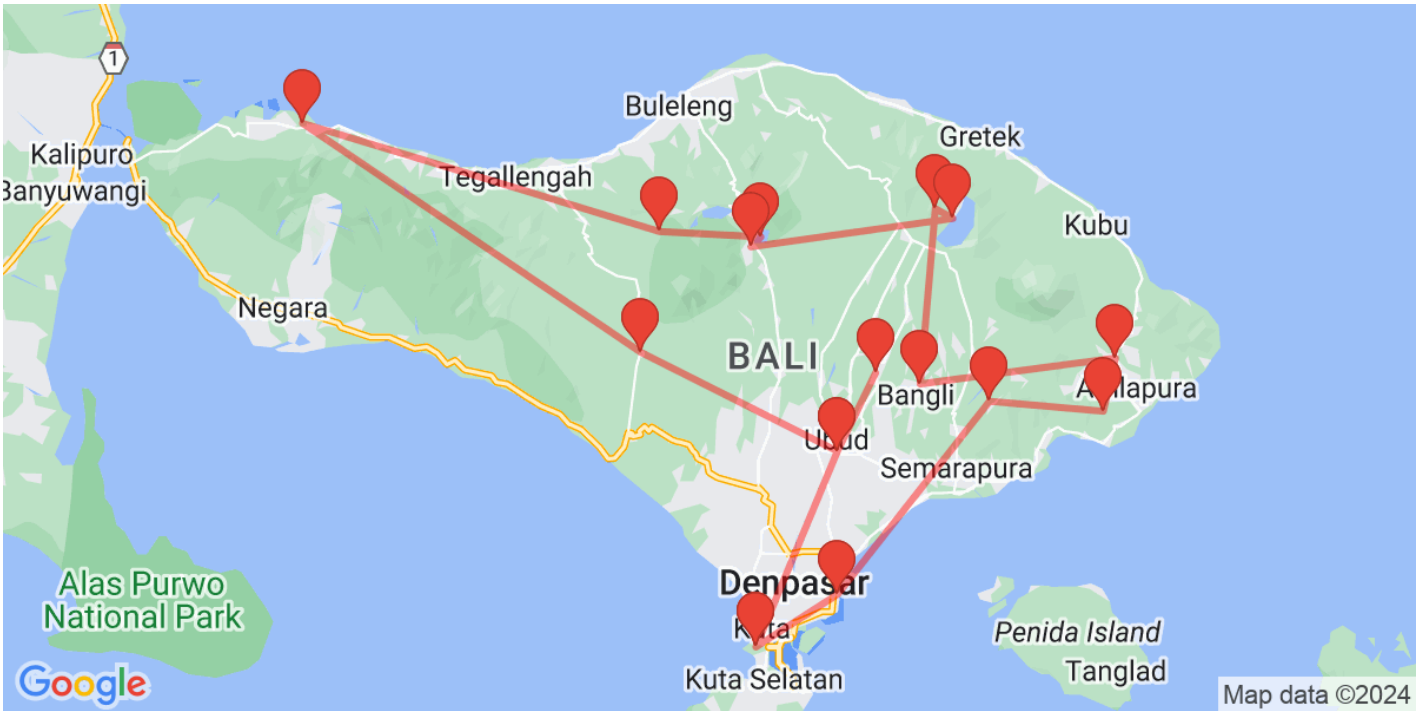 1
Buleleng
Gretek
Kalipuro
Banyuwangi
Tegallengah
Kubu
Negara
BALI
Bangli
Ubud
Semarapura
Alas Purwo
National Park
Denpasar
Kuta
Penida Island
Tanglad
Kuta Selatan
Google
Map data ©2024